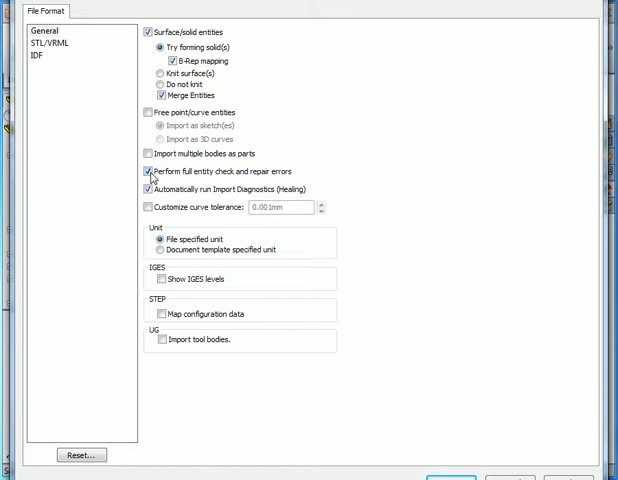 File Format
General
STL/VRML
IDF
Surface/solid entities
Try forming solid(s)
B-Rep mapping
Knit surface(s)
Do not knit
Merge Entities
Free point/curve entities
Import as sketch(es)
Import as 3D curves
Import multiple bodies as parts
Perform full entity check and repair errors
Automatically run Import Diagnostics (Healing)
Customize curve tolerance: 0.001mm
Unit
File specified unit
Document template specified unit
IGES
Show IGES levels
STEP
Map configuration data
UG
Import tool bodies.
Reset...